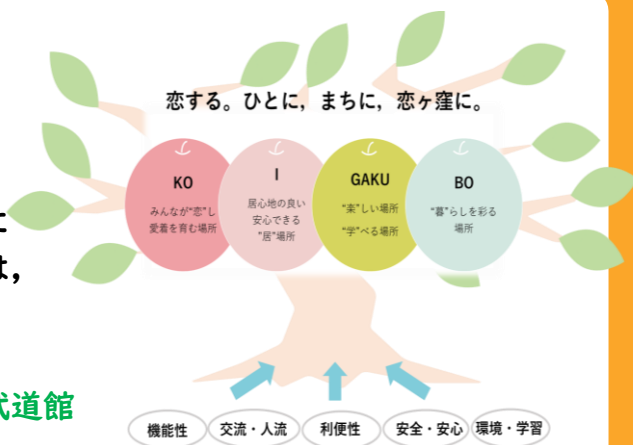 恋する。ひとに，まちに，恋ヶ窪に。
KO
みんなが"恋"し
愛着を育む場所
I
居心地の良い
安心できる
"居"場所
GAKU
"楽"しい場所
"学"べる場所
BO
"暮"らしを彩る
場所
は，
武道館
機能性
交流・人流
利便性
安全・安心
環境・学習